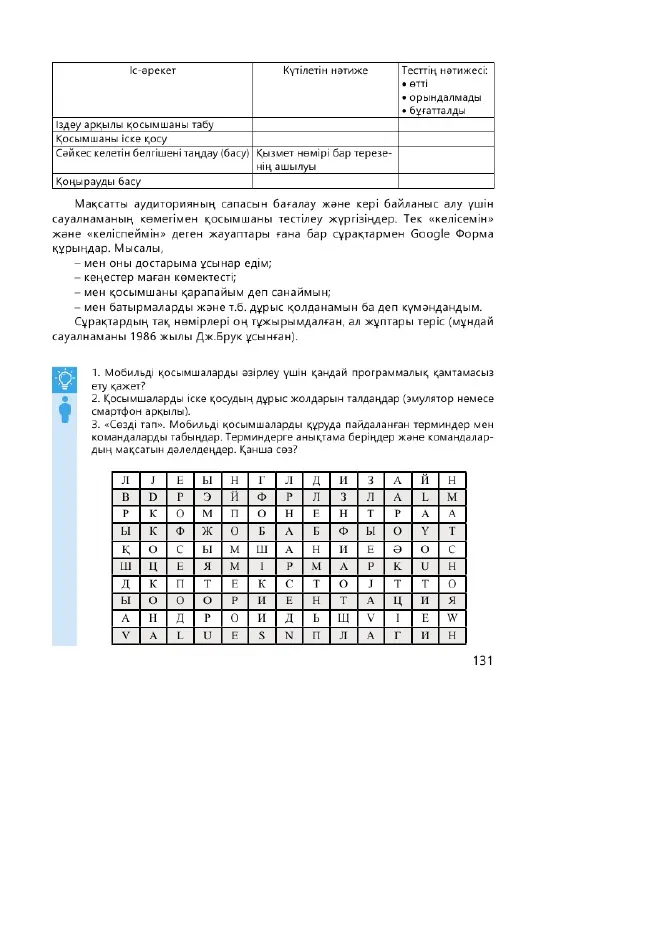 Іс-әрекет Күтілетін нәтиже Тесттің нәтижесі:
• өтті
• орындалмады
• бұғатталды
Іздеу арқылы қосымшаны табу
Қосымшаны іске қосу
Сәйкес келетін белгішені таңдау (басу) Қызмет нөмірі бар терезе-
нің ашылуы
Қоңырауды басу
Мақсатты аудиторияның сапасын бағалау және кері байланыс алу үшін
сауалнаманың көмегімен қосымшаны тестілеу жүргізіңдер. Тек «келісемін»
және «келіспеймін» деген жауаптары ғана бар сұрақтармен Google Форма
құрыңдар. Мысалы,
– мен оны достарыма ұсынар едім;
– кеңестер маған көмектесті;
– мен қосымшаны қарапайым деп санаймын;
– мен батырмаларды және т.б. дұрыс қолданамын ба деп күмәндандым.
Сұрақтардың тақ нөмірлері оң тұжырымдалған, ал жұптары теріс (мұндай
сауалнаманы 1986 жылы Дж.Брук ұсынған).
1. Мобильді қосымшаларды әзірлеу үшін қандай программалық қамтамасыз
ету қажет?
2. Қосымшаларды іске қосудың дұрыс жолдарын талдаңдар (эмулятор немесе
смартфон арқылы).
3. «Сөзді тап». Мобильді қосымшаларды құруда пайдаланған терминдер мен
командаларды табыңдар. Терминдерге анықтама беріңдер және командалар-
дың мақсатын дәлелдеңдер. Қанша сөз?
Л J Е Ы Н Г Л Д И З А Й Н
В D Р Э Й Ф Р Л З Л А L М
Р К О М П О Н Е Н Т Р А А
Ы К Ф Ж О Б А Б Ф Ы О Y Т
Қ О С Ы М Ш А Н И Е Ә О С
Ш Ц Е Я М І Р М А Р К U Н
Д К П Т Е К С Т О J Т Т О
Ы О О О Р И Е Н Т А Ц И Я
А Н Д Р О И Д Ь Щ V I Е W
V A L U E S N П Л А Г И Н
131